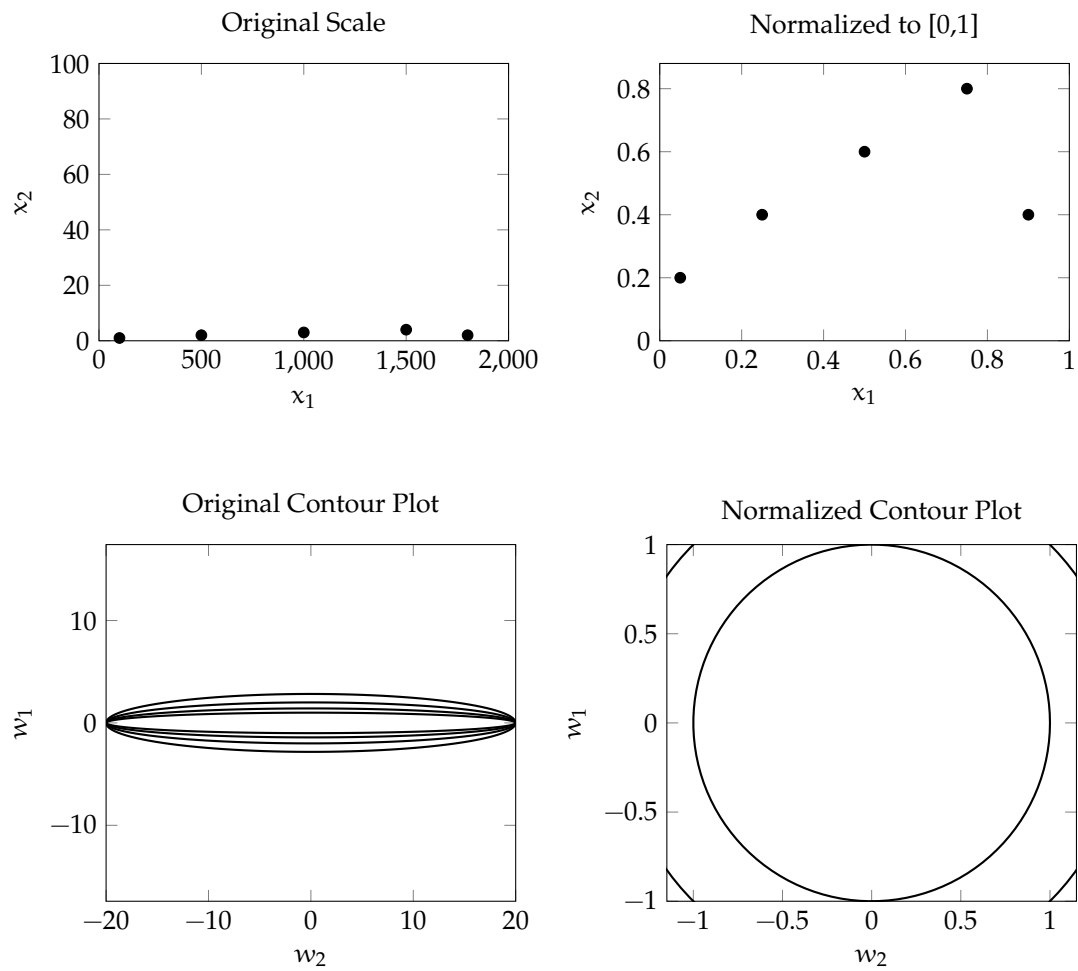 Original Scale
100
80
60
40
20
0
x₂
0 500 1,000 1,500 2,000
x₁
Normalized to [0,1]
0.8
0.6
0.4
0.2
0
x₂
0 0.2 0.4 0.6 0.8 1
x₁
Original Contour Plot
10
0
−10
w₁
−20 −10 0 10 20
w₂
Normalized Contour Plot
1
0.5
0
−0.5
−1
w₁
−1 −0.5 0 0.5 1
w₂